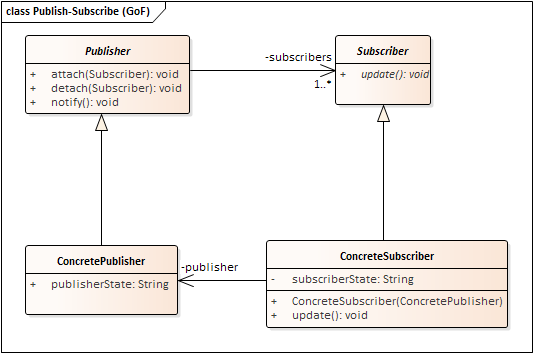 class Publish-Subscribe (GoF)
Publisher
+ attach(Subscriber): void
+ detach(Subscriber): void
+ notify(): void
-subscribers
1..*
Subscriber
+ update(): void
ConcretePublisher
+ publisherState: String
-publisher
ConcreteSubscriber
- subscriberState: String
+ ConcreteSubscriber(ConcretePublisher)
+ update(): void